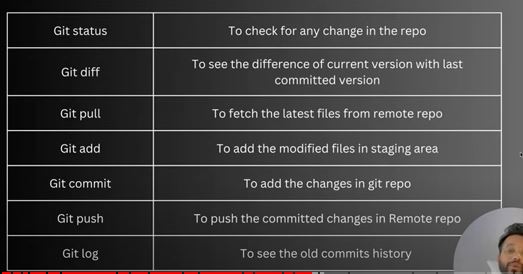 Git status
To check for any change in the repo
Git diff
To see the difference of current version with last
committed version
Git pull
To fetch the latest files from remote repo
Git add
To add the modified files in staging area
Git commit
To add the changes in git repo
Git push
To push the committed changes in Remote repo
Git log
To see the old commits history